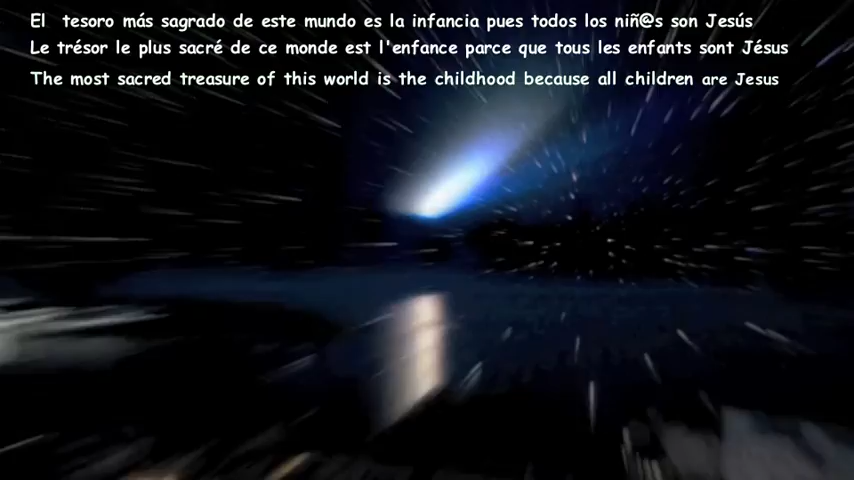 El tesoro más sagrado de este mundo es la infancia pues todos los niñ@s son Jesús
Le trésor le plus sacré de ce monde est l'enfance parce que tous les enfants sont Jésus
The most sacred treasure of this world is the childhood because all children are Jesus